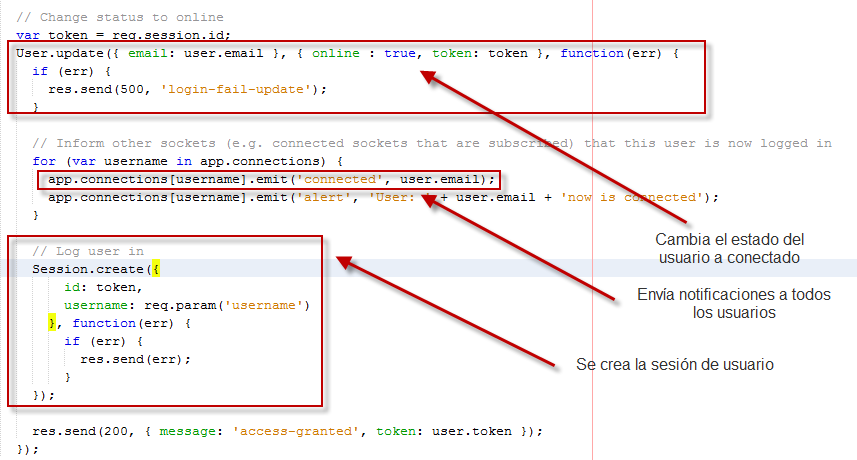 // Change status to online
var token = req.session.id;
User.update({ email: user.email }, { online : true, token: token }, function(err) {
if (err) {
res.send(500, 'login-fail-update');
}
// Inform other sockets (e.g. connected sockets that are subscribed) that this user is now logged in
for (var username in app.connections) {
app.connections[username].emit('connected', user.email);
app.connections[username].emit('alert', 'User: ' + user.email + 'now is connected');
}
// Log user in
Session.create({
id: token,
username: req.param('username')
}, function(err) {
if (err) {
res.send(err);
}
});
res.send(200, { message: 'access-granted', token: user.token });
});
Cambia el estado del
usuario a conectado
Envía notificaciones a todos
los usuarios
Se crea la sesión de usuario